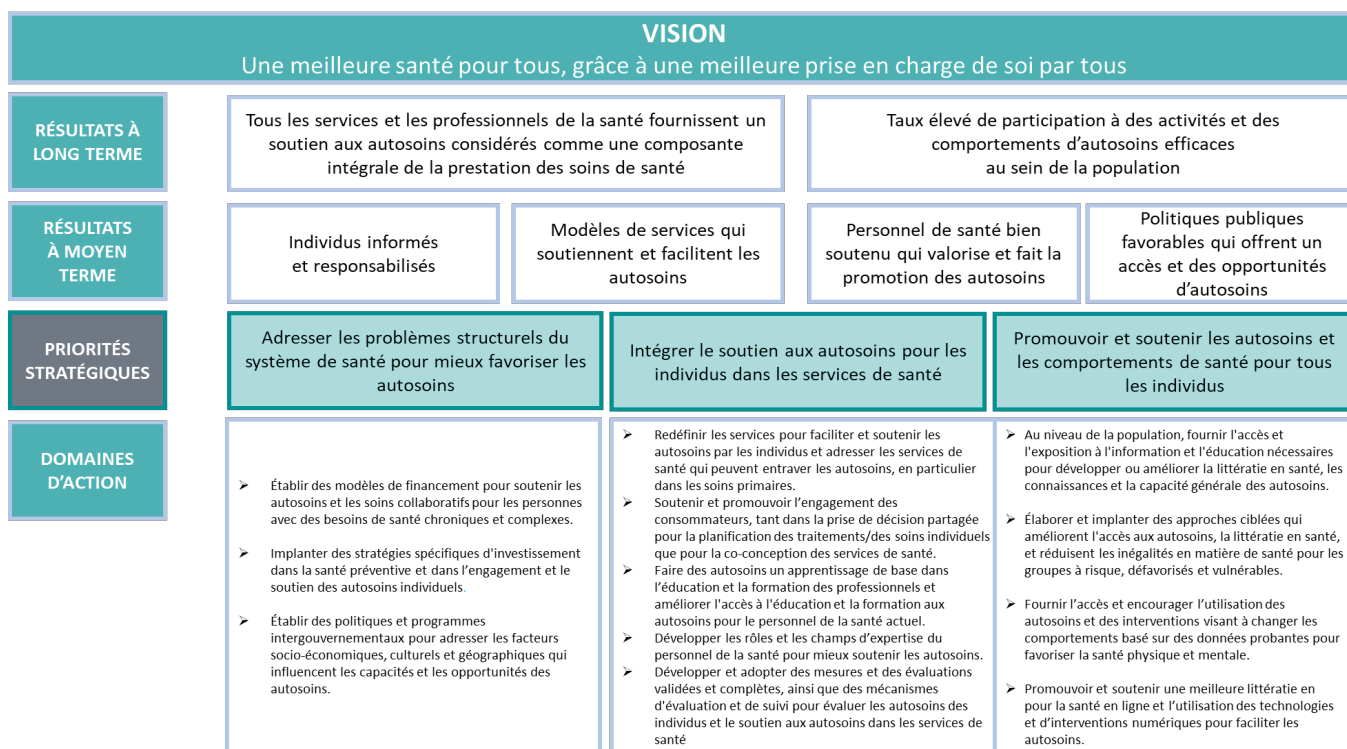 VISION
Une meilleure santé pour tous, grâce à une meilleure prise en charge de soi par tous
RÉSULTATS À
LONG TERME
Tous les services et les professionnels de la santé fournissent un
soutien aux autosoins considérés comme une composante
intégrale de la prestation des soins de santé
Taux élevé de participation à des activités et des
comportements d’autosoins efficaces
au sein de la population
RÉSULTATS
À MOYEN
TERME
Individus informés
et responsabilisés
Modèles de services qui
soutiennent et facilitent les
autosoins
Personnel de santé bien
soutenu qui valorise et fait la
promotion des autosoins
Politiques publiques
favorables qui offrent un
accès et des opportunités
d’autosoins
PRIORITÉS
STRATÉGIQUES
Adresser les problèmes structurels du
système de santé pour mieux favoriser les
autosoins
Intégrer le soutien aux autosoins pour les
individus dans les services de santé
Promouvoir et soutenir les autosoins et
les comportements de santé pour tous
les individus
DOMAINES
D’ACTION
➢ Établir des modèles de financement pour soutenir les
autosoins et les soins collaboratifs pour les personnes
avec des besoins de santé chroniques et complexes.
➢ Implanter des stratégies spécifiques d'investissement
dans la santé préventive et dans l’engagement et le
soutien des autosoins individuels.
➢ Établir des politiques et programmes
intergouvernementaux pour adresser les facteurs
socio-économiques, culturels et géographiques qui
influencent les capacités et les opportunités des
autosoins.
➢ Redéfinir les services pour faciliter et soutenir les
autosoins par les individus et adresser les services de
santé qui peuvent entraver les autosoins, en particulier
dans les soins primaires.
➢ Soutenir et promouvoir l’engagement des
consommateurs, tant dans la prise de décision partagée
pour la planification des traitements/des soins individuels
que pour la co-conception des services de santé.
➢ Faire des autosoins un apprentissage de base dans
l’éducation et la formation des professionnels et
améliorer l'accès à l'éducation et la formation aux
autosoins pour le personnel de la santé actuel.
➢ Développer les rôles et les champs d’expertise du
personnel de la santé pour mieux soutenir les autosoins.
➢ Développer et adopter des mesures et des évaluations
validées et complètes, ainsi que des mécanismes
d'évaluation et de suivi pour évaluer les autosoins des
individus et le soutien aux autosoins dans les services de
santé
➢ Au niveau de la population, fournir l'accès et
l'exposition à l'information et l'éducation nécessaires
pour développer ou améliorer la littératie en santé, les
connaissances et la capacité générale des autosoins.
➢ Élaborer et implanter des approches ciblées qui
améliorent l'accès aux autosoins, la littératie en santé,
et réduisent les inégalités en matière de santé pour les
groupes à risque, défavorisés et vulnérables.
➢ Fournir l’accès et encourager l’utilisation des
autosoins et des interventions visant à changer les
comportements basé sur des données probantes pour
favoriser la santé physique et mentale.
➢ Promouvoir et soutenir une meilleure littératie en
pour la santé en ligne et l’utilisation des technologies
et d’interventions numériques pour faciliter les
autosoins.